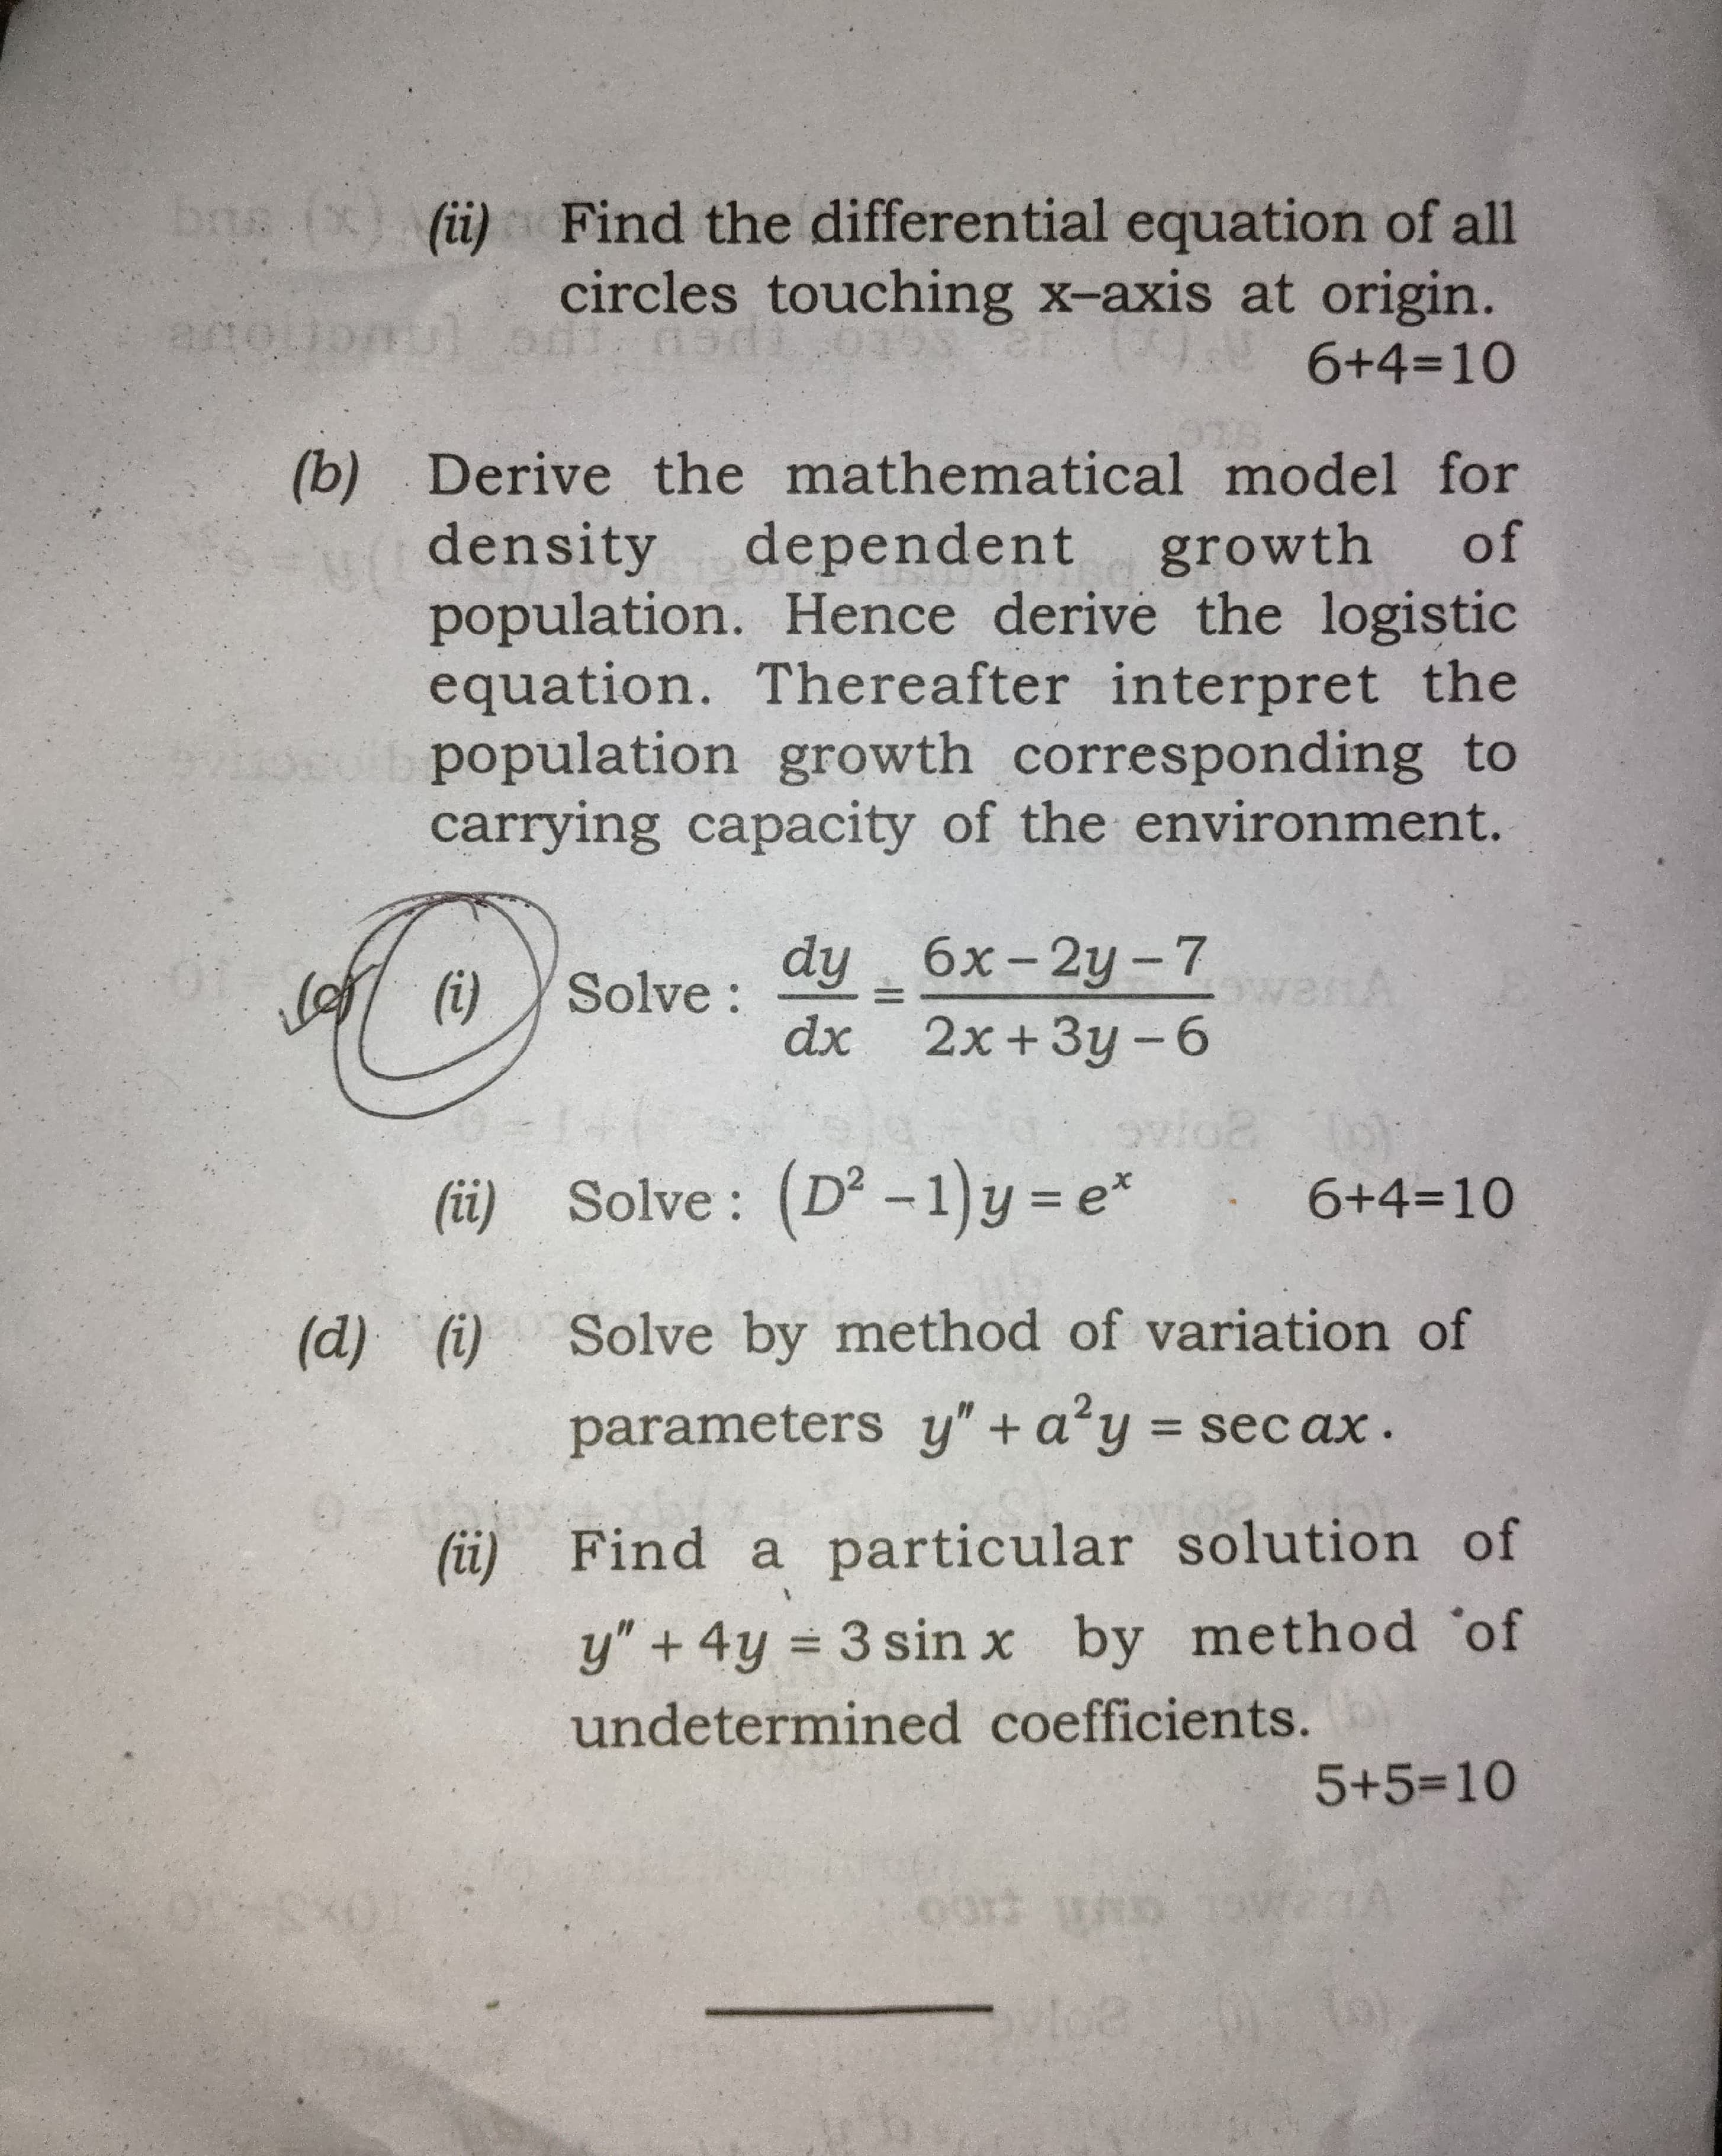 (ii) Find the differential equation of all
circles touching x–axis at origin.
6+4=10
(b) Derive the mathematical model for
density dependent growth of
population. Hence derive the logistic
equation. Thereafter interpret the
population growth corresponding to
carrying capacity of the environment.
(c) (i) Solve : dy/dx = (6x – 2y – 7)/(2x + 3y – 6)
(ii) Solve : (D² – 1)y = eˣ 6+4=10
(d) (i) Solve by method of variation of
parameters y″ + a²y = sec ax .
(ii) Find a particular solution of
y″ + 4y = 3 sin x by method of
undetermined coefficients.
5+5=10